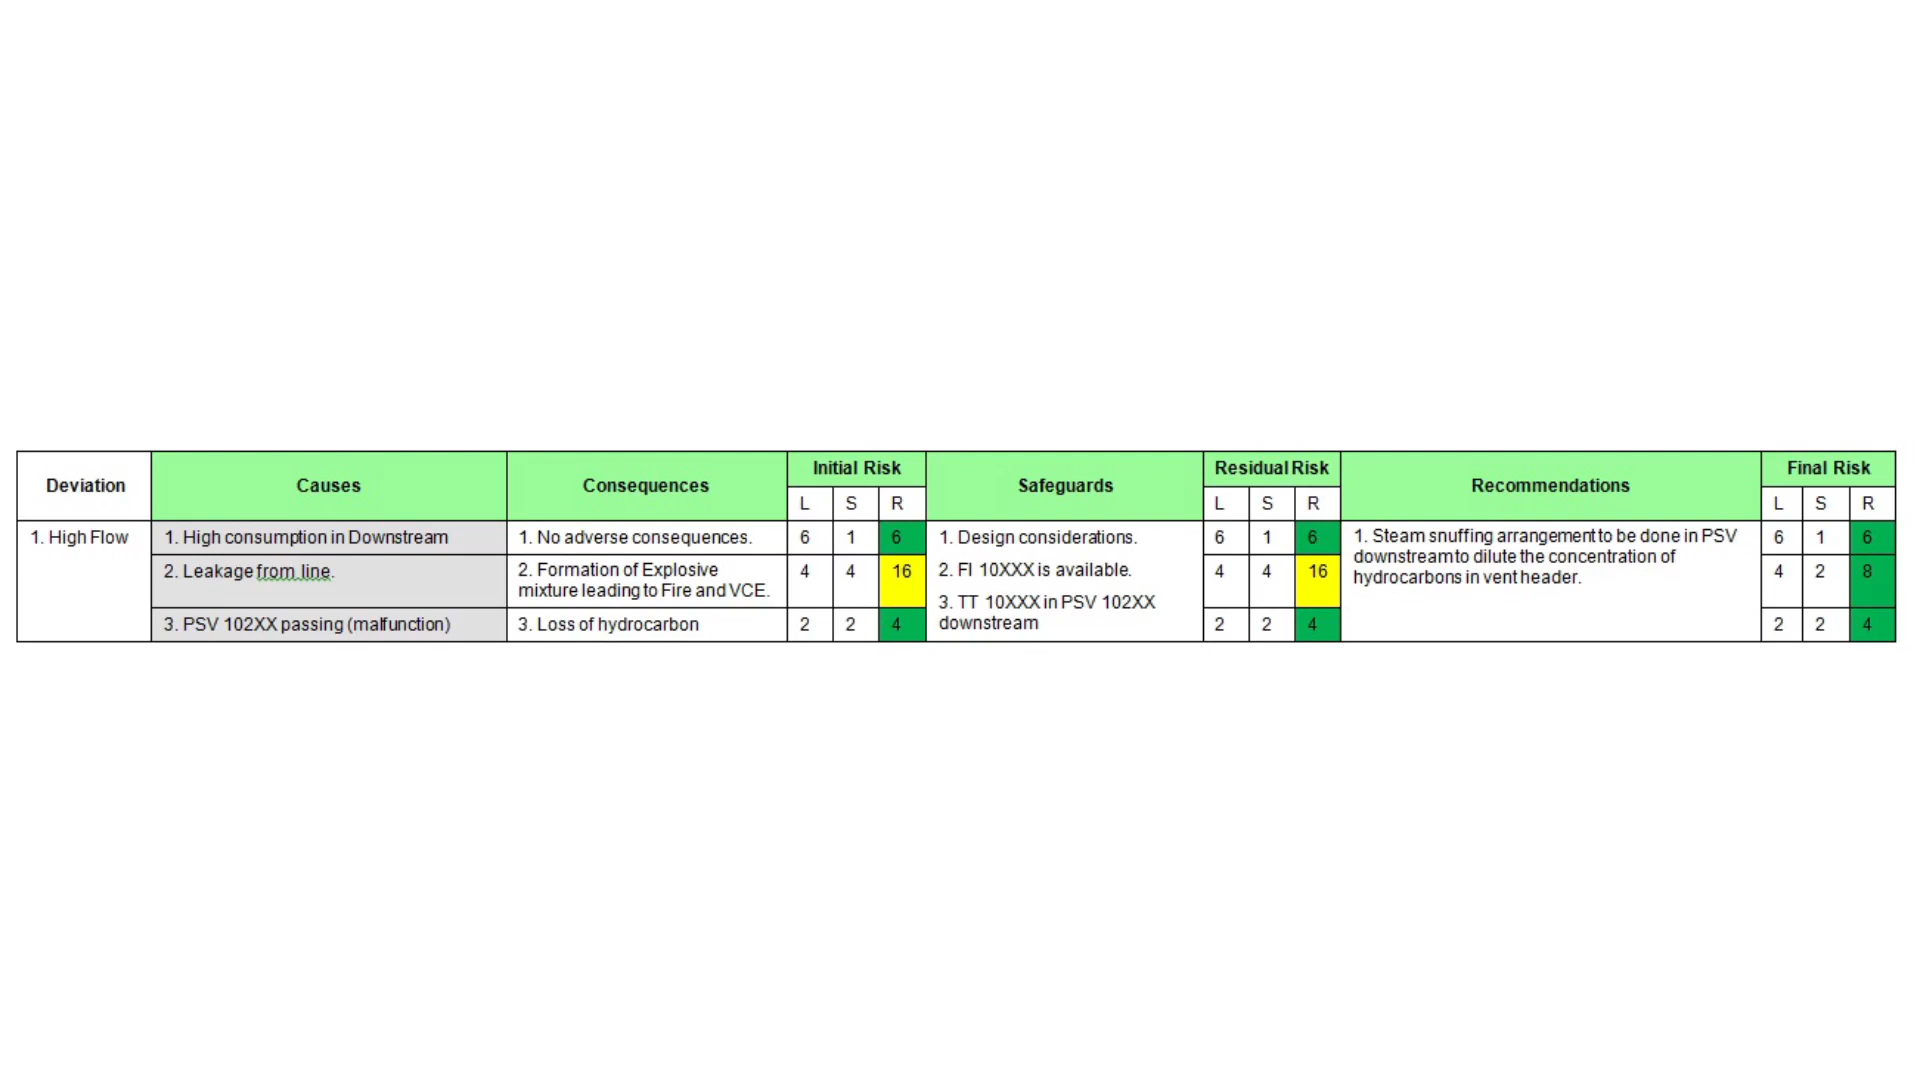 Deviation
Causes
Consequences
Initial Risk
L S R
Safeguards
Residual Risk
L S R
Recommendations
Final Risk
L S R
1. High Flow
1. High consumption in Downstream
1. No adverse consequences.
6 1 6
1. Design considerations.
2. FI 10XXX is available.
3. TT 10XXX in PSV 102XX
downstream
6 1 6
1. Steam snuffing arrangement to be done in PSV
downstream to dilute the concentration of
hydrocarbons in vent header.
6 1 6
2. Leakage from line.
2. Formation of Explosive
mixture leading to Fire and VCE.
4 4 16
4 4 16
4 2 8
3. PSV 102XX passing (malfunction)
3. Loss of hydrocarbon
2 2 4
2 2 4
2 2 4